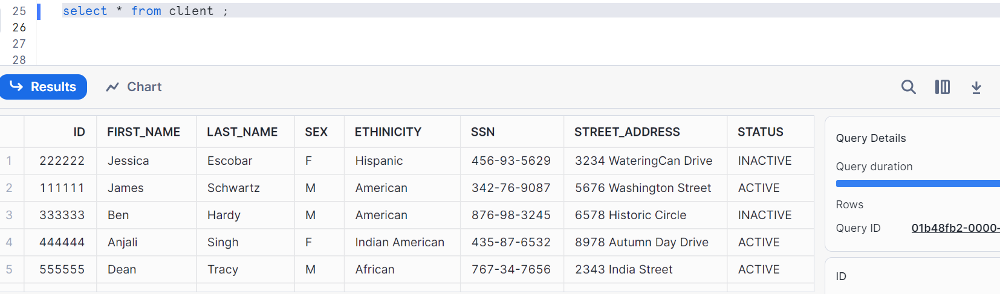 25 select * from client ;
26
27
28
Results Chart
ID FIRST_NAME LAST_NAME SEX ETHINICITY SSN STREET_ADDRESS STATUS
1 222222 Jessica Escobar F Hispanic 456-93-5629 3234 WateringCan Drive INACTIVE
2 111111 James Schwartz M American 342-76-9087 5676 Washington Street ACTIVE
3 333333 Ben Hardy M American 876-98-3245 6578 Historic Circle INACTIVE
4 444444 Anjali Singh F Indian American 435-87-6532 8978 Autumn Day Drive ACTIVE
5 555555 Dean Tracy M African 767-34-7656 2343 India Street ACTIVE
Query Details
Query duration
Rows
Query ID 01b48fb2-0000-
ID